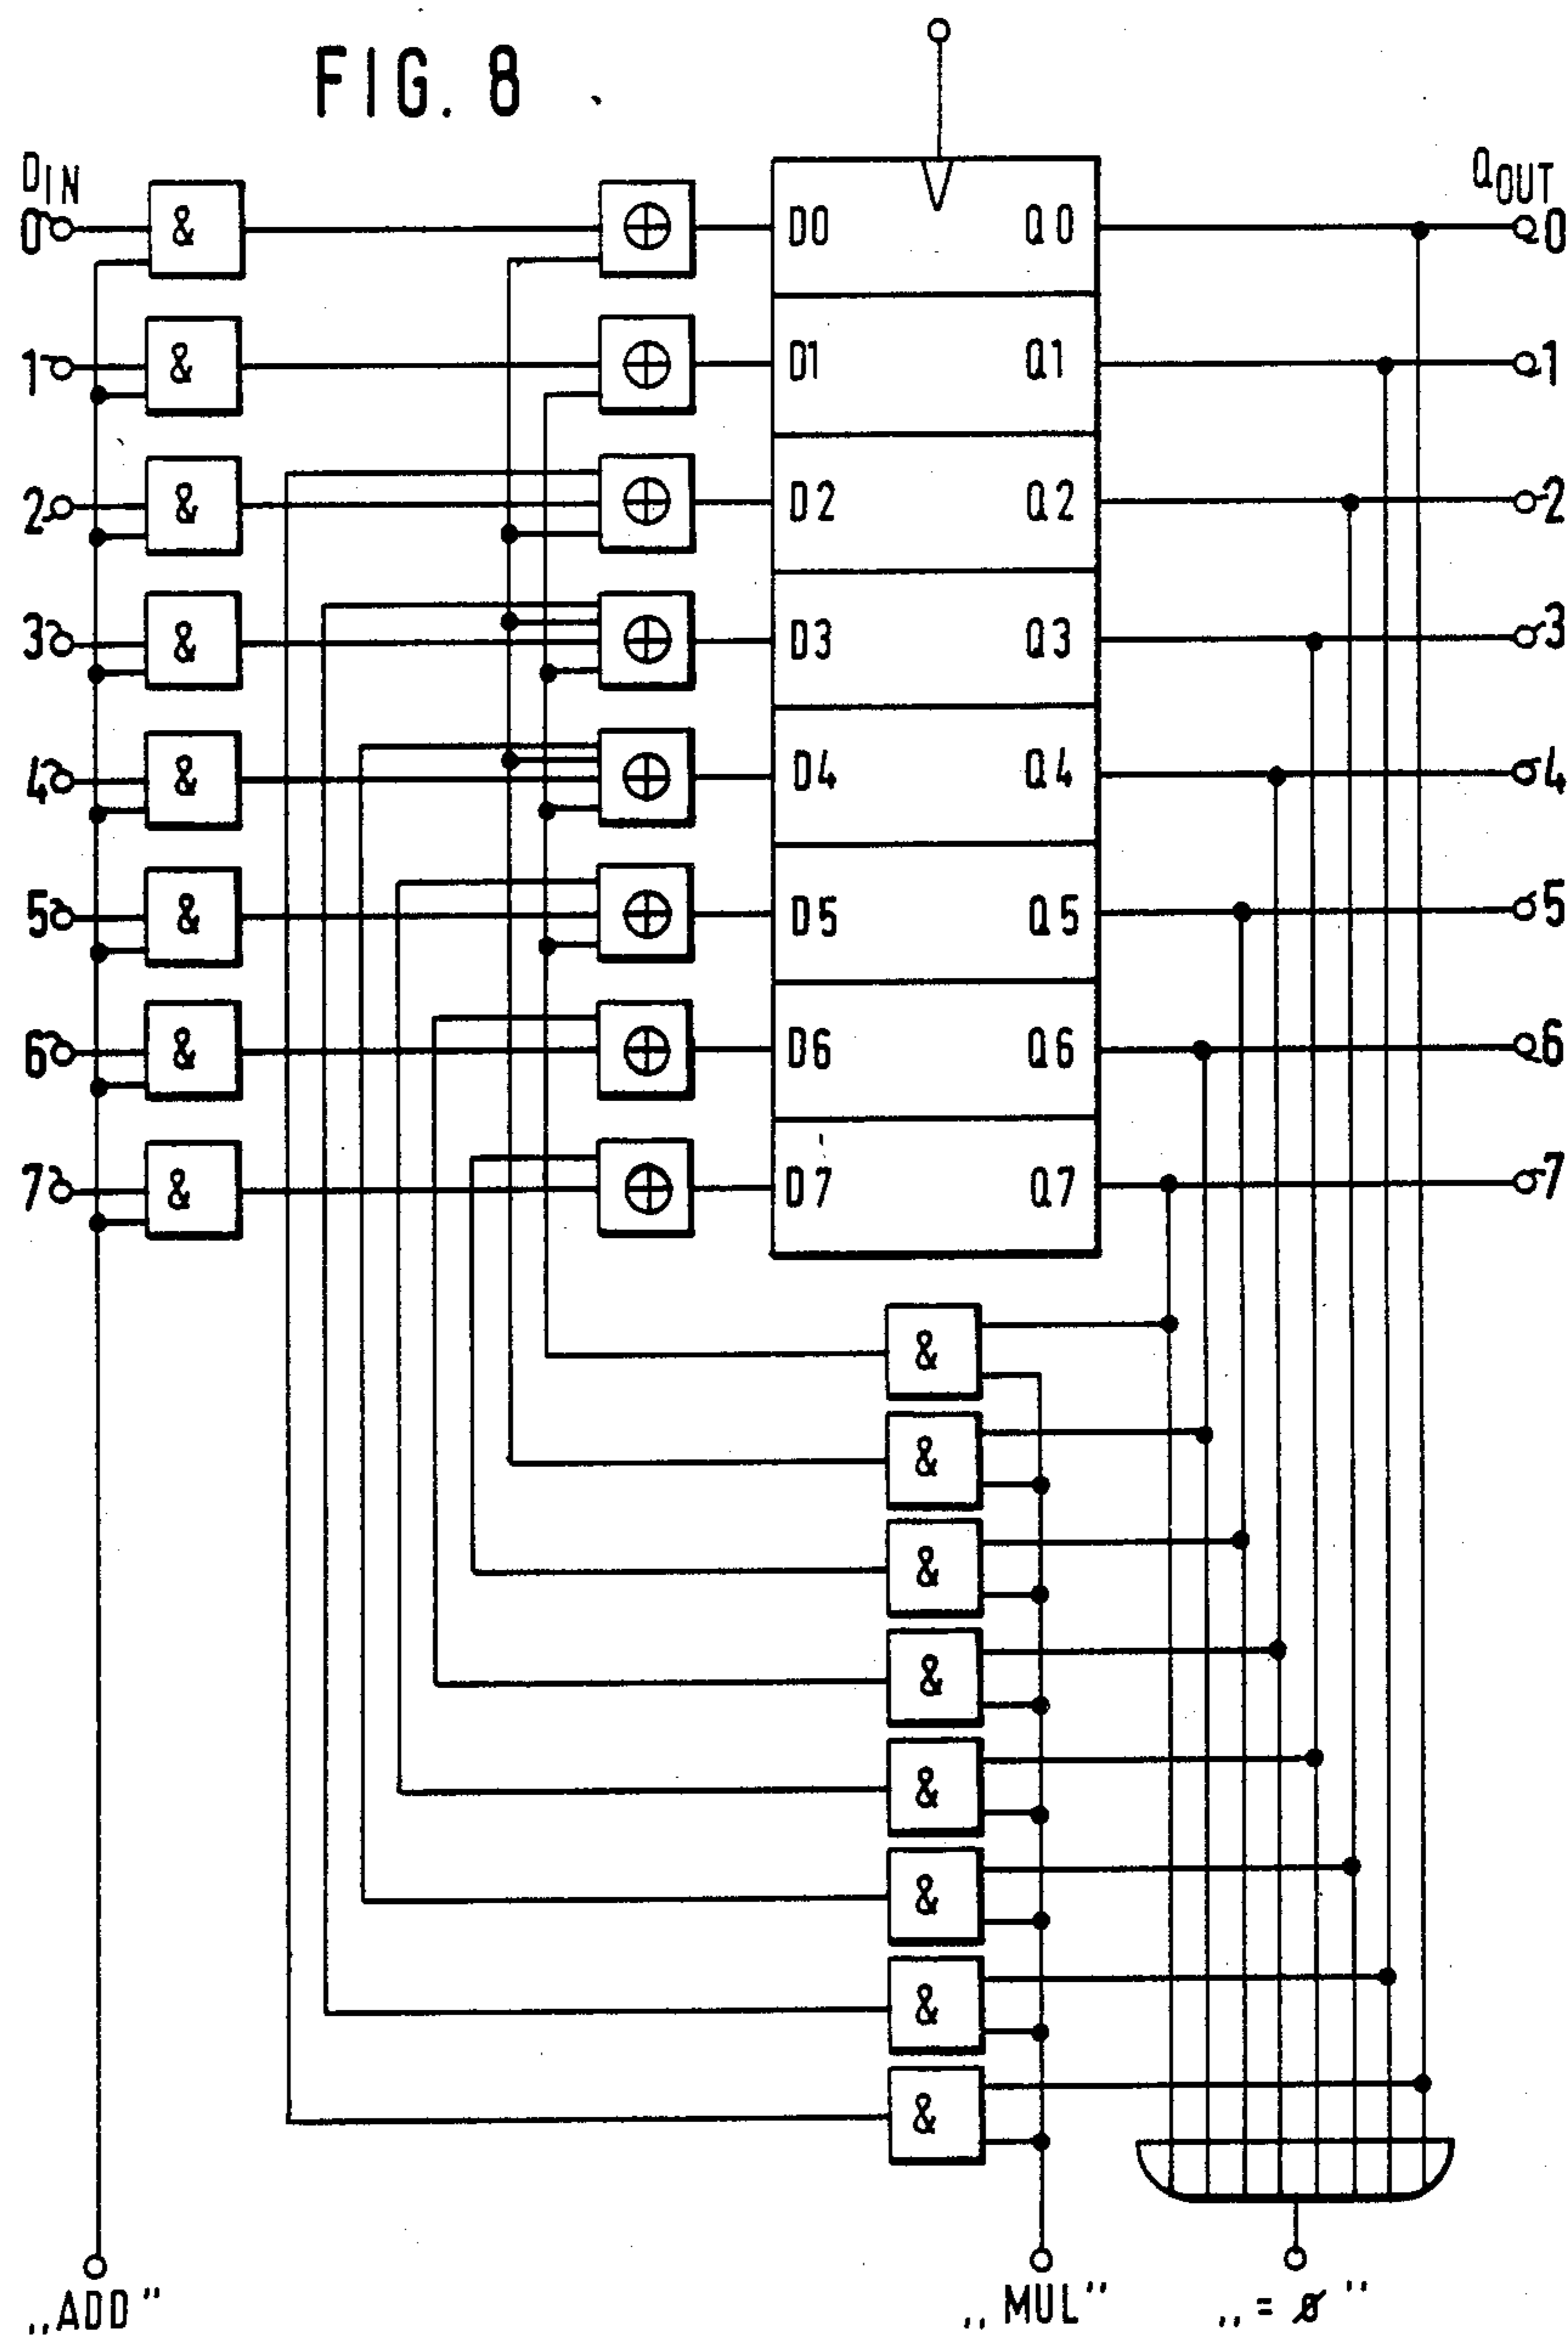 FIG. 8
DIN
QOUT
0 & ⊕ D0 Q0 0
1 & ⊕ D1 Q1 1
2 & ⊕ D2 Q2 2
3 & ⊕ D3 Q3 3
4 & ⊕ D4 Q4 4
5 & ⊕ D5 Q5 5
6 & ⊕ D6 Q6 6
7 & ⊕ D7 Q7 7
&
&
&
&
&
&
&
&
„ADD”
„MUL”
„=ø”